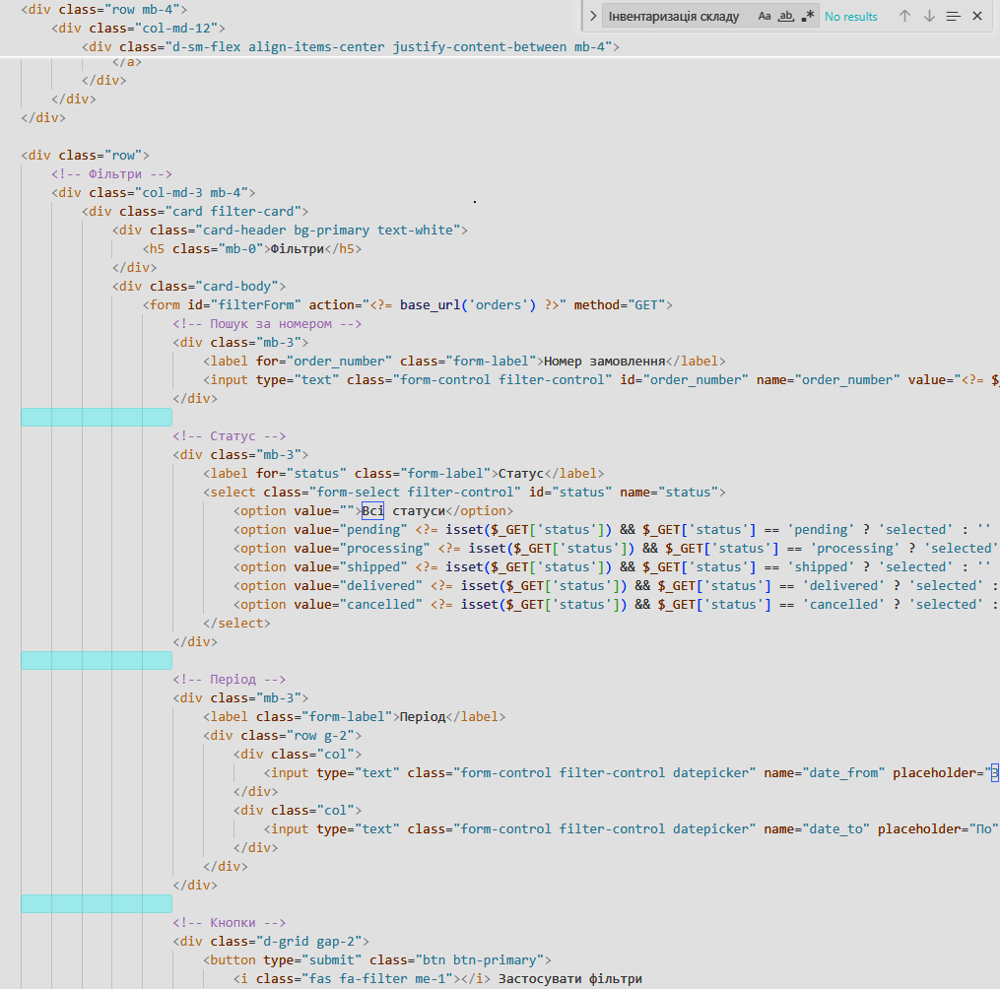 <div class="row mb-4">
Інвентаризація складу Aa ab .* No results
<div class="col-md-12">
<div class="d-sm-flex align-items-center justify-content-between mb-4">
</a>
</div>
</div>
</div>
<div class="row">
<!-- Фільтри -->
<div class="col-md-3 mb-4">
<div class="card filter-card">
<div class="card-header bg-primary text-white">
<h5 class="mb-0">Фільтри</h5>
</div>
<div class="card-body">
<form id="filterForm" action="<?= base_url('orders') ?>" method="GET">
<!-- Пошук за номером -->
<div class="mb-3">
<label for="order_number" class="form-label">Номер замовлення</label>
<input type="text" class="form-control filter-control" id="order_number" name="order_number" value="<?= $_
</div>
<!-- Статус -->
<div class="mb-3">
<label for="status" class="form-label">Статус</label>
<select class="form-select filter-control" id="status" name="status">
<option value="">Всі статуси</option>
<option value="pending" <?= isset($_GET['status']) && $_GET['status'] == 'pending' ? 'selected' : ''
<option value="processing" <?= isset($_GET['status']) && $_GET['status'] == 'processing' ? 'selected'
<option value="shipped" <?= isset($_GET['status']) && $_GET['status'] == 'shipped' ? 'selected' : ''
<option value="delivered" <?= isset($_GET['status']) && $_GET['status'] == 'delivered' ? 'selected' :
<option value="cancelled" <?= isset($_GET['status']) && $_GET['status'] == 'cancelled' ? 'selected' :
</select>
</div>
<!-- Період -->
<div class="mb-3">
<label class="form-label">Період</label>
<div class="row g-2">
<div class="col">
<input type="text" class="form-control filter-control datepicker" name="date_from" placeholder="З
</div>
<div class="col">
<input type="text" class="form-control filter-control datepicker" name="date_to" placeholder="По"
</div>
</div>
</div>
<!-- Кнопки -->
<div class="d-grid gap-2">
<button type="submit" class="btn btn-primary">
<i class="fas fa-filter me-1"></i> Застосувати фільтри